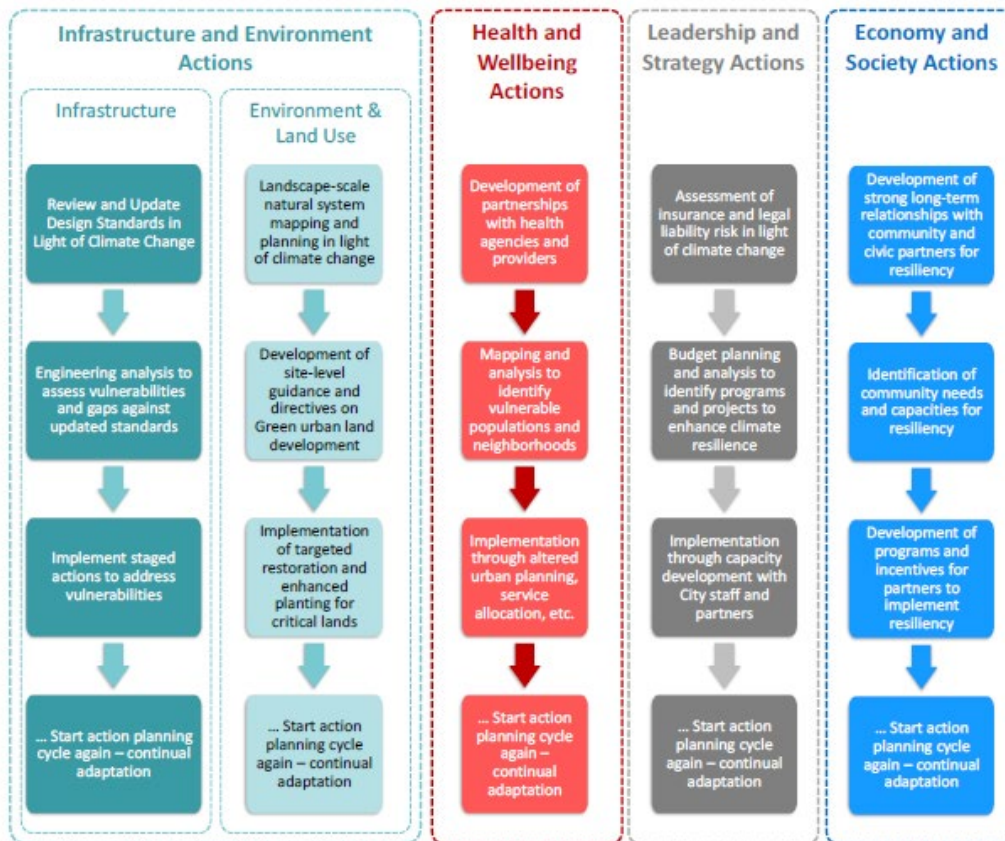 Infrastructure and Environment
Actions
Infrastructure
Review and Update
Design Standards in
Light of Climate Change
Engineering analysis to
assess vulnerabilities
and gaps against
updated standards
Implement staged
actions to address
vulnerabilities
... Start action planning
cycle again – continual
adaptation
Environment &
Land Use
Landscape-scale
natural system
mapping and
planning in light
of climate change
Development of
site-level
guidance and
directives on
Green urban land
development
Implementation
of targeted
restoration and
enhanced
planting for
critical lands
... Start action
planning cycle
again – continual
adaptation
Health and
Wellbeing
Actions
Development of
partnerships
with health
agencies and
providers
Mapping and
analysis to
identify
vulnerable
populations and
neighborhoods
Implementation
through altered
urban planning,
service
allocation, etc.
... Start action
planning cycle
again –
continual
adaptation
Leadership and
Strategy Actions
Assessment of
insurance and legal
liability risk in light
of climate change
Budget planning
and analysis to
identify programs
and projects to
enhance climate
resilience
Implementation
through capacity
development with
City staff and
partners
... Start action
planning cycle
again – continual
adaptation
Economy and
Society Actions
Development of
strong long-term
relationships with
community and
civic partners for
resiliency
Identification of
community needs
and capacities for
resiliency
Development of
programs and
incentives for
partners to
implement
resiliency
... Start action
planning cycle
again – continual
adaptation